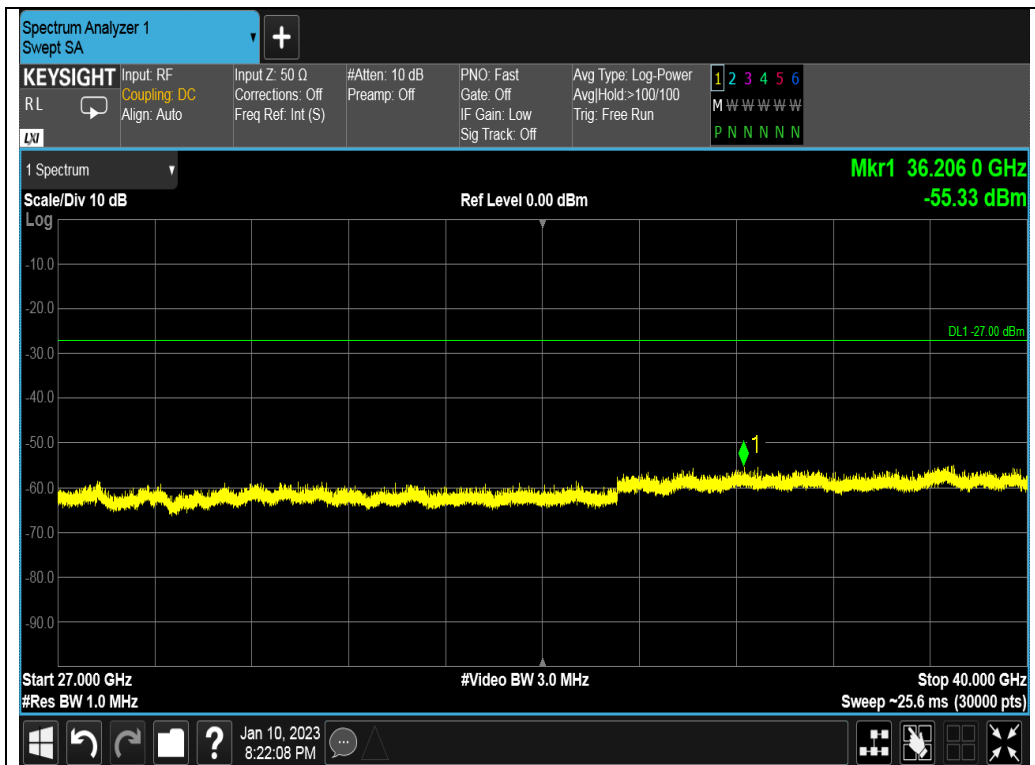 Spectrum Analyzer 1
Swept SA
KEYSIGHT
RL
LXI
Input: RF
Coupling: DC
Align: Auto
Input Z: 50 Ω
Corrections: Off
Freq Ref: Int (S)
#Atten: 10 dB
Preamp: Off
PNO: Fast
Gate: Off
IF Gain: Low
Sig Track: Off
Avg Type: Log-Power
Avg|Hold:>100/100
Trig: Free Run
1 2 3 4 5 6
M W W W W W
P N N N N N
1 Spectrum
Mkr1 36.206 0 GHz
-55.33 dBm
Scale/Div 10 dB
Ref Level 0.00 dBm
Log
-10.0
-20.0
DL1 -27.00 dBm
-30.0
-40.0
-50.0
1
-60.0
-70.0
-80.0
-90.0
Start 27.000 GHz
#Video BW 3.0 MHz
Stop 40.000 GHz
#Res BW 1.0 MHz
Sweep ~25.6 ms (30000 pts)
?
Jan 10, 2023
8:22:08 PM